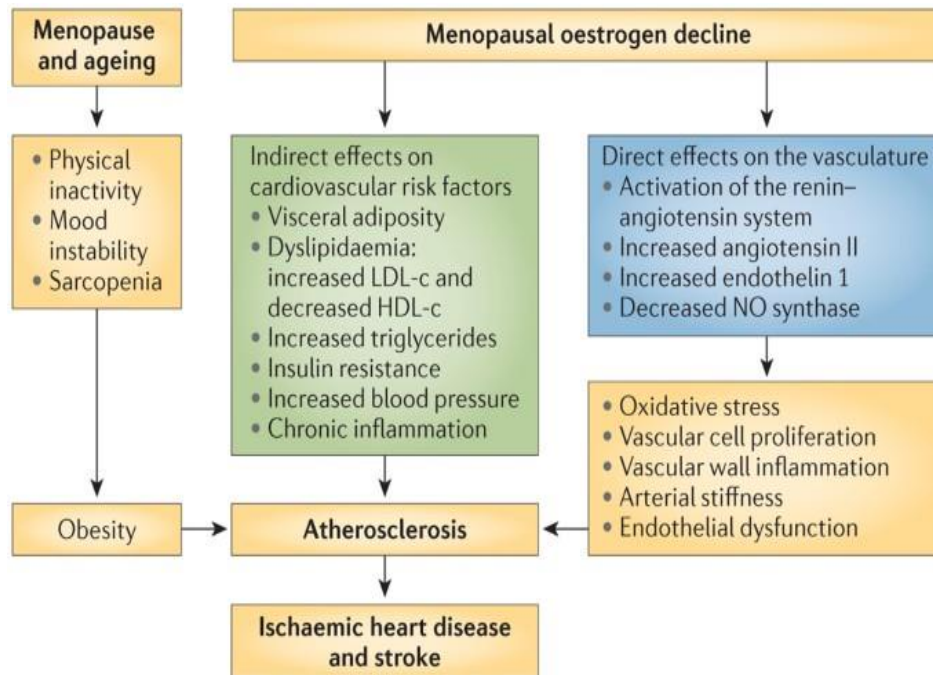 Menopause
and ageing
Menopausal oestrogen decline
• Physical
inactivity
• Mood
instability
• Sarcopenia
Indirect effects on
cardiovascular risk factors
• Visceral adiposity
• Dyslipidaemia:
increased LDL-c and
decreased HDL-c
• Increased triglycerides
• Insulin resistance
• Increased blood pressure
• Chronic inflammation
Direct effects on the vasculature
• Activation of the renin–
angiotensin system
• Increased angiotensin II
• Increased endothelin 1
• Decreased NO synthase
• Oxidative stress
• Vascular cell proliferation
• Vascular wall inflammation
• Arterial stiffness
• Endothelial dysfunction
Obesity
Atherosclerosis
Ischaemic heart disease
and stroke